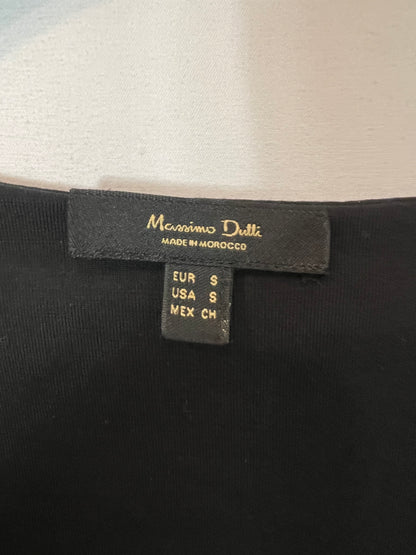 Massimo Dutti
MADE IN MOROCCO
EUR S
USA S
MEX CH